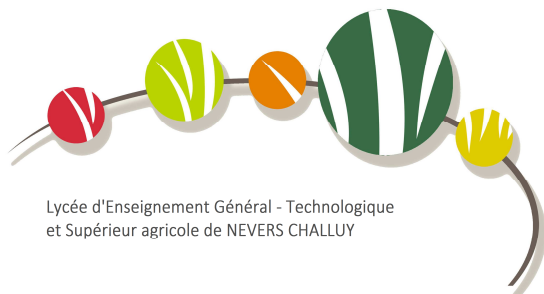 Lycée d'Enseignement Général - Technologique
et Supérieur agricole de NEVERS CHALLUY